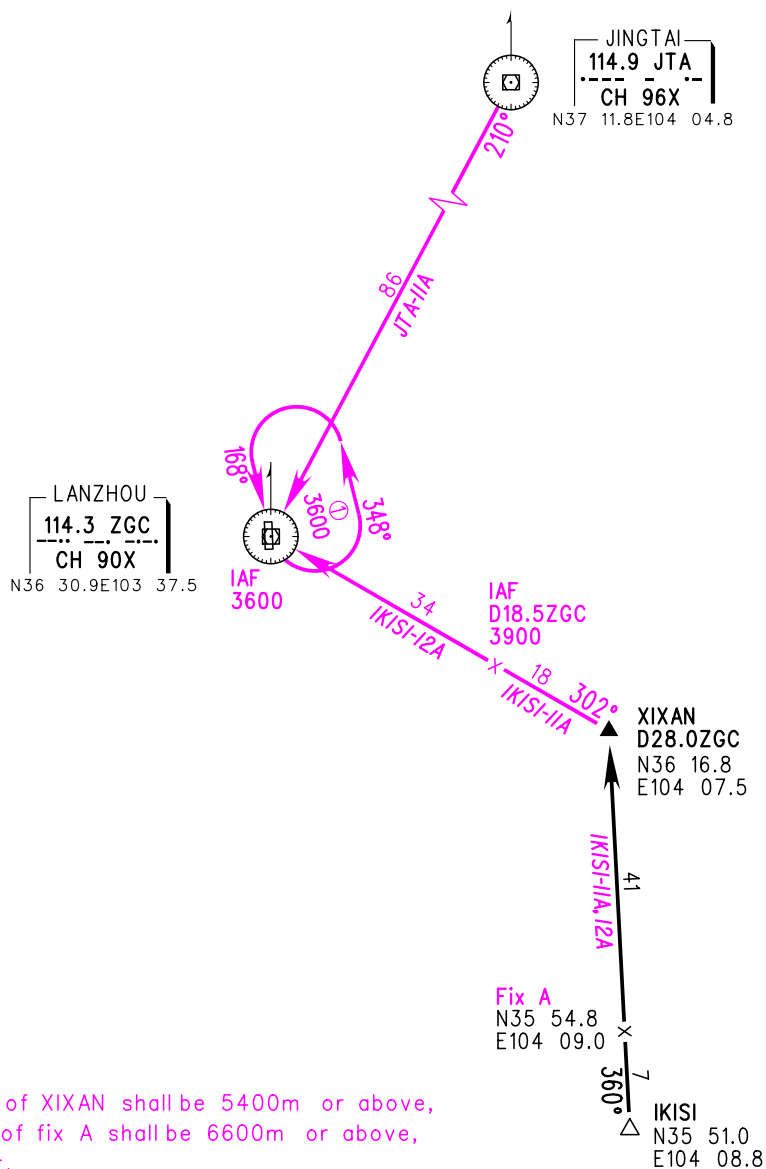 JINGTAI
114.9 JTA
CH 96X
N37 11.8E104 04.8
210°
86
JTA-11A
LANZHOU
114.3 ZGC
CH 90X
N36 30.9E103 37.5
168°
3600
①
348°
IAF
3600
34
IKISI-12A
IAF
D18.5ZGC
3900
18
IKISI-11A
302°
XIXAN
D28.0ZGC
N36 16.8
E104 07.5
41
IKISI-11A,12A
Fix A
N35 54.8
E104 09.0
7
360°
IKISI
N35 51.0
E104 08.8
of XIXAN shall be 5400m or above,
of fix A shall be 6600m or above,